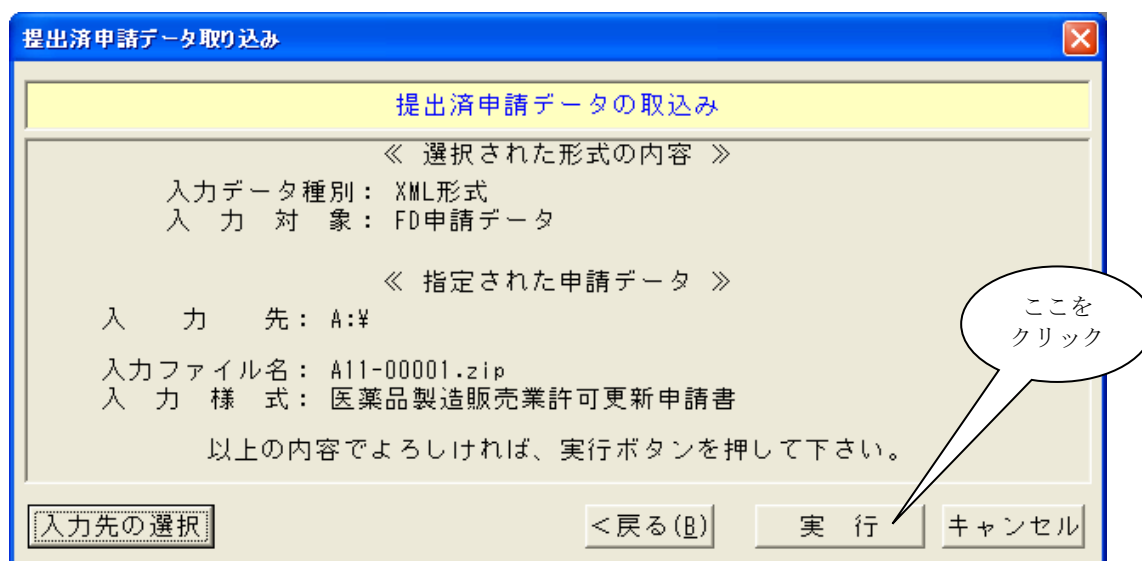 提出済申請データ取り込み
提出済申請データの取込み
≪ 選択された形式の内容 ≫
入力データ種別： XML形式
入 力 対 象： FD申請データ
≪ 指定された申請データ ≫
入 力 先： A:¥
入力ファイル名： A11-00001.zip
入 力 様 式： 医薬品製造販売業許可更新申請書
以上の内容でよろしければ、実行ボタンを押して下さい。
ここを
クリック
入力先の選択 <戻る(B) 実 行 キャンセル